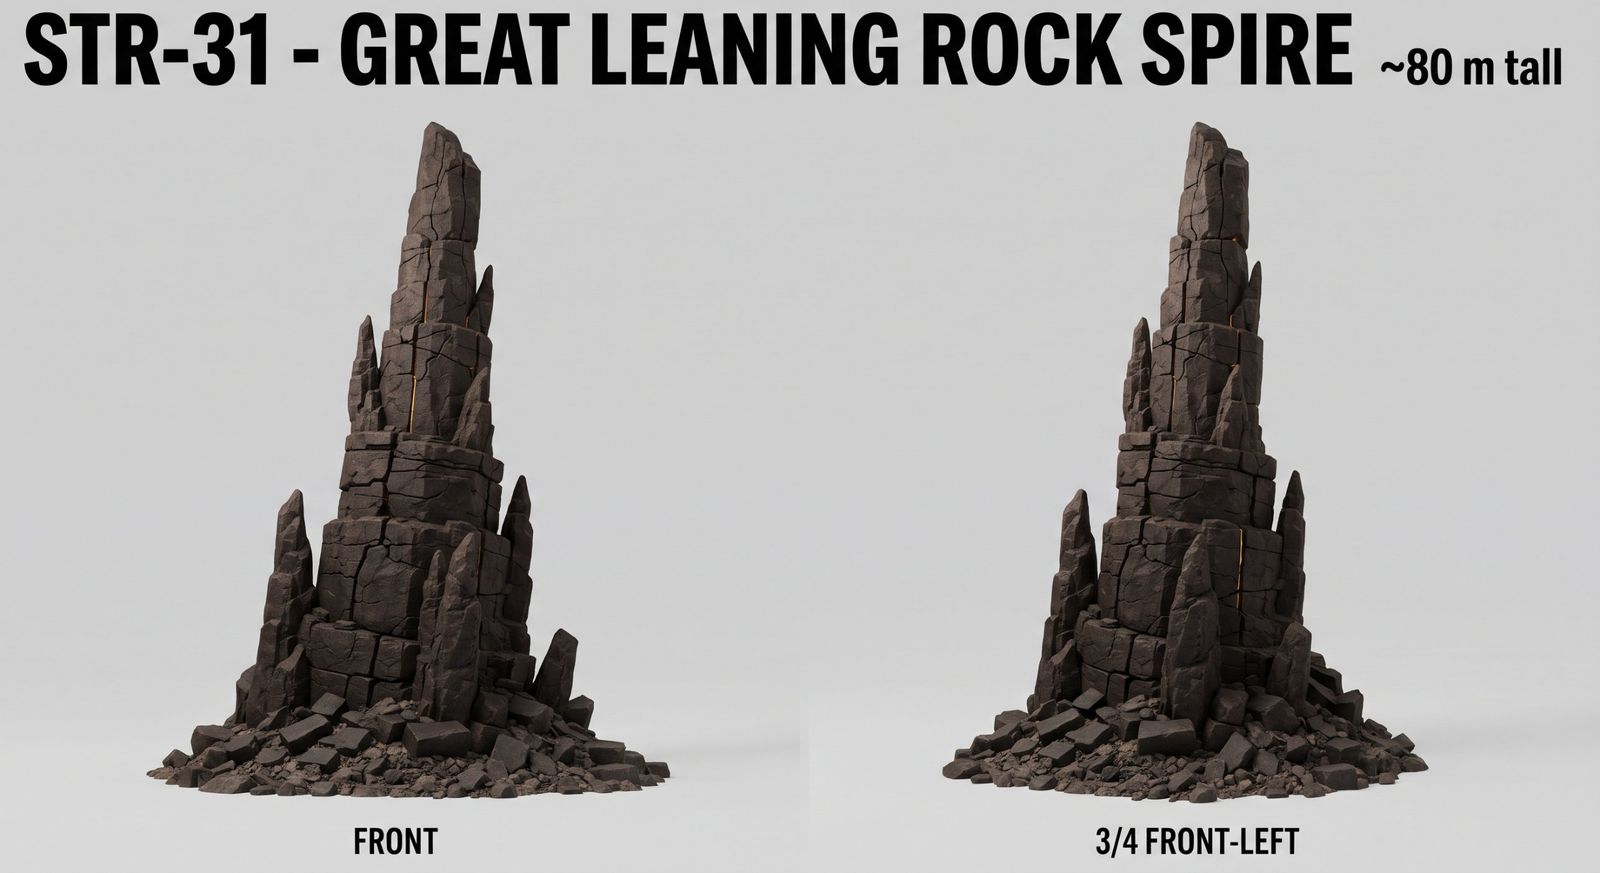 STR-31 - GREAT LEANING ROCK SPIRE ~80 m tall
FRONT
3/4 FRONT-LEFT